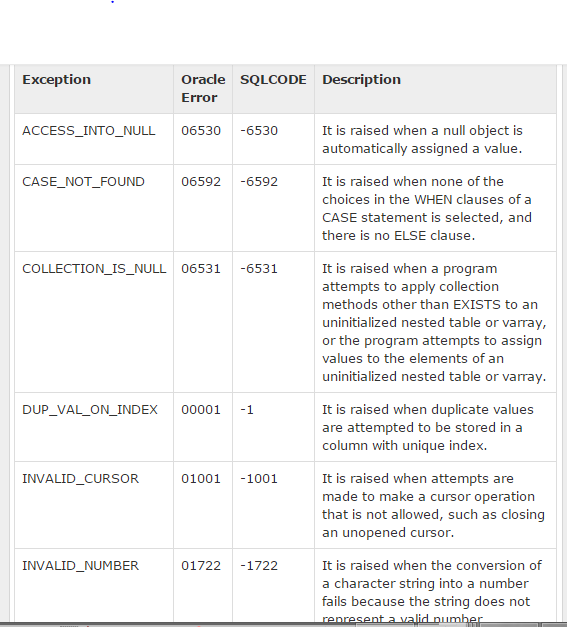 Exception Oracle Error SQLCODE Description
ACCESS_INTO_NULL 06530 -6530 It is raised when a null object is
automatically assigned a value.
CASE_NOT_FOUND 06592 -6592 It is raised when none of the
choices in the WHEN clauses of a
CASE statement is selected, and
there is no ELSE clause.
COLLECTION_IS_NULL 06531 -6531 It is raised when a program
attempts to apply collection
methods other than EXISTS to an
uninitialized nested table or varray,
or the program attempts to assign
values to the elements of an
uninitialized nested table or varray.
DUP_VAL_ON_INDEX 00001 -1 It is raised when duplicate values
are attempted to be stored in a
column with unique index.
INVALID_CURSOR 01001 -1001 It is raised when attempts are
made to make a cursor operation
that is not allowed, such as closing
an unopened cursor.
INVALID_NUMBER 01722 -1722 It is raised when the conversion of
a character string into a number
fails because the string does not
represent a valid number.